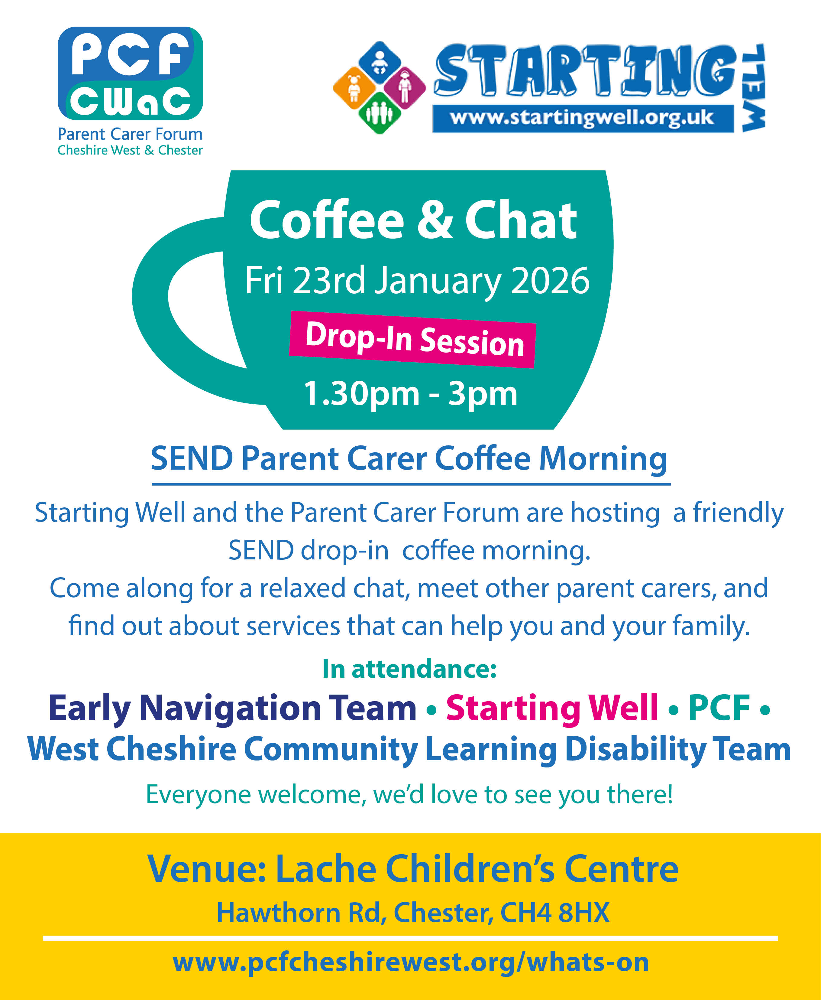 PCF
CWaC
Parent Carer Forum
Cheshire West & Chester
STARTING
WELL
www.startingwell.org.uk
Coffee & Chat
Fri 23rd January 2026
Drop-In Session
1.30pm - 3pm
SEND Parent Carer Coffee Morning
Starting Well and the Parent Carer Forum are hosting a friendly
SEND drop-in coffee morning.
Come along for a relaxed chat, meet other parent carers, and
find out about services that can help you and your family.
In attendance:
Early Navigation Team • Starting Well • PCF •
West Cheshire Community Learning Disability Team
Everyone welcome, we’d love to see you there!
Venue: Lache Children’s Centre
Hawthorn Rd, Chester, CH4 8HX
www.pcfcheshirewest.org/whats-on